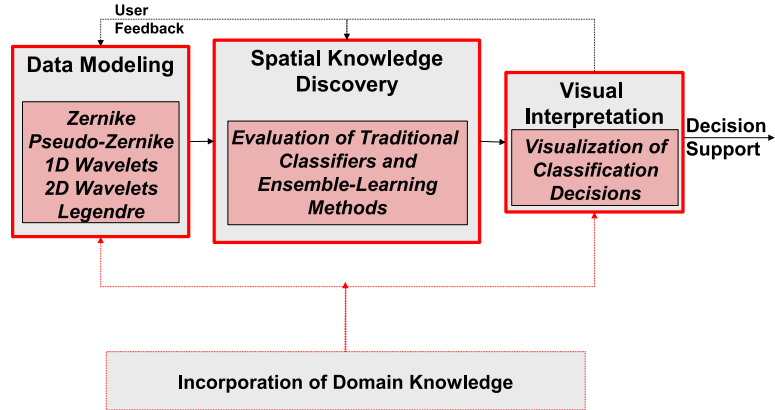 User
Feedback
Data Modeling
Zernike
Pseudo-Zernike
1D Wavelets
2D Wavelets
Legendre
Spatial Knowledge
Discovery
Evaluation of Traditional
Classifiers and
Ensemble-Learning
Methods
Visual
Interpretation
Visualization of
Classification
Decisions
Decision
Support
Incorporation of Domain Knowledge